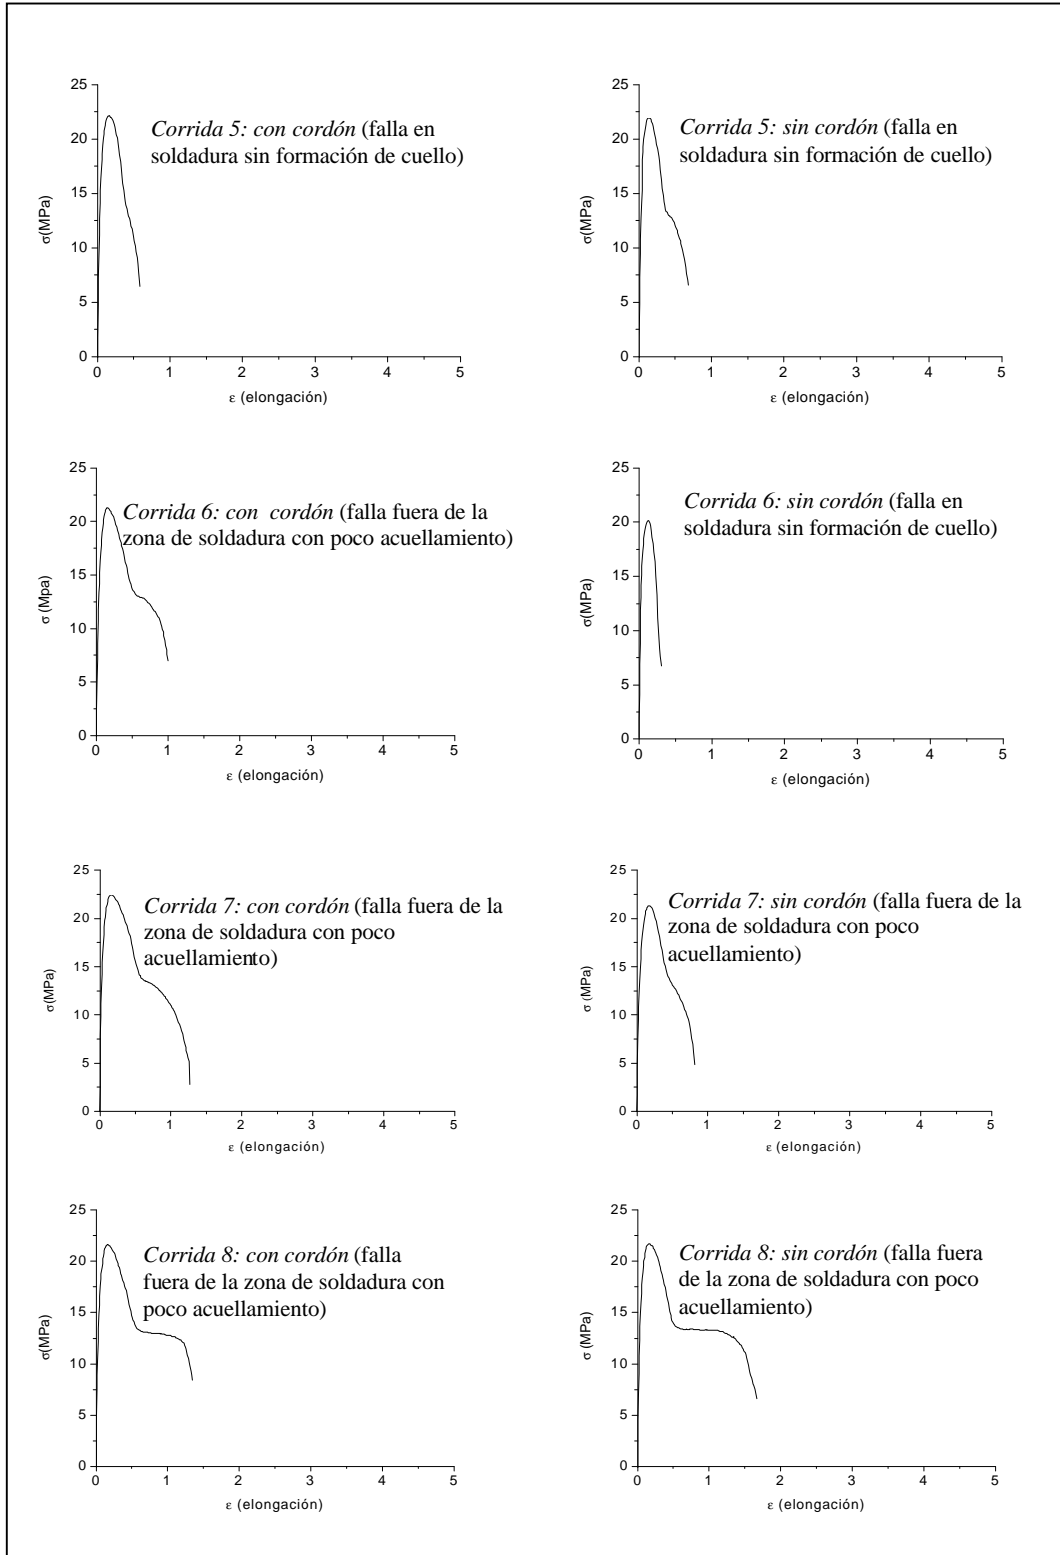 25
20
15
10
5
0
σ(MPa)
Corrida 5: con cordón (falla en
soldadura sin formación de cuello)
0 1 2 3 4 5
ε (elongación)
25
20
15
10
5
0
σ(MPa)
Corrida 5: sin cordón (falla en
soldadura sin formación de cuello)
0 1 2 3 4 5
ε (elongación)
25
20
15
10
5
0
σ (Mpa)
Corrida 6: con cordón (falla fuera de la
zona de soldadura con poco acuellamiento)
0 1 2 3 4 5
ε (elongación)
25
20
15
10
5
0
σ(MPa)
Corrida 6: sin cordón (falla en
soldadura sin formación de cuello)
0 1 2 3 4 5
ε (elongación)
25
20
15
10
5
0
σ(MPa)
Corrida 7: con cordón (falla fuera de la
zona de soldadura con poco
acuellamiento)
0 1 2 3 4 5
ε (elongación)
25
20
15
10
5
0
σ (MPa)
Corrida 7: sin cordón (falla fuera de la
zona de soldadura con poco
acuellamiento)
0 1 2 3 4 5
ε (elongación)
25
20
15
10
5
0
σ(MPa)
Corrida 8: con cordón (falla
fuera de la zona de soldadura con
poco acuellamiento)
0 1 2 3 4 5
ε (elongación)
25
20
15
10
5
0
σ (MPa)
Corrida 8: sin cordón (falla fuera
de la zona de soldadura con poco
acuellamiento)
0 1 2 3 4 5
ε (elongación)